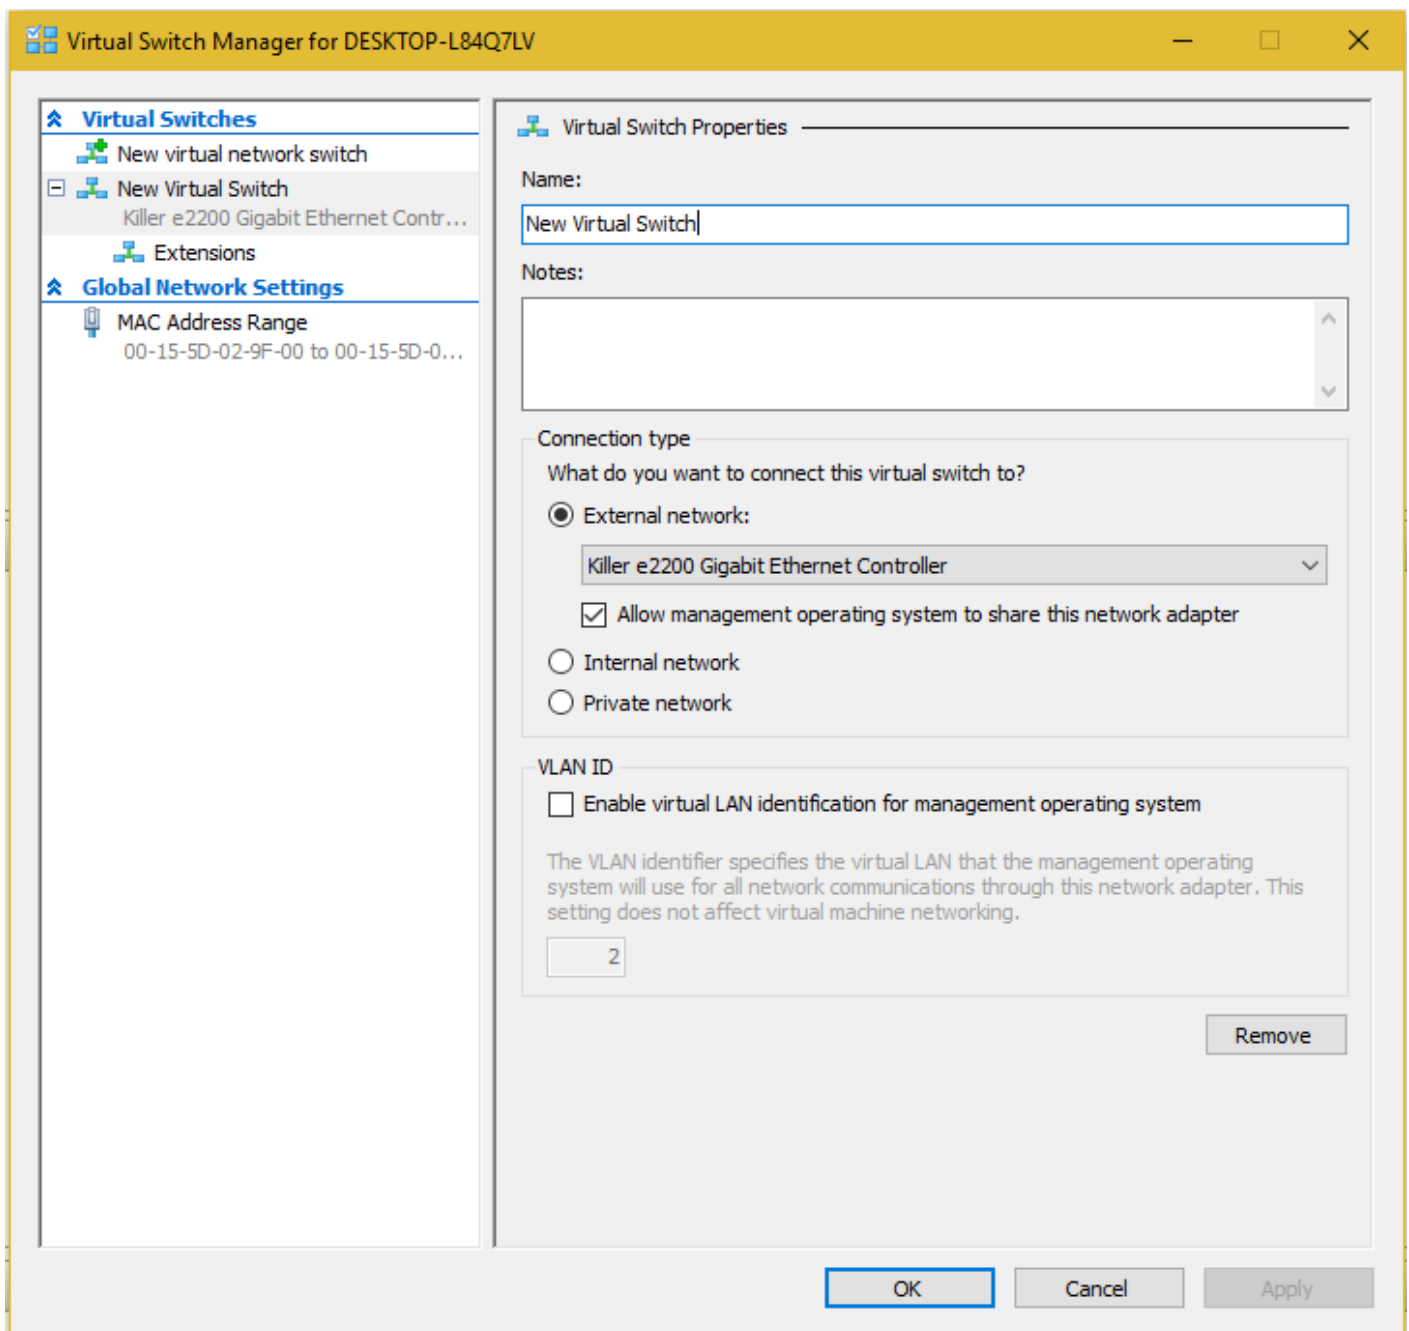 Virtual Switch Manager for DESKTOP-L84Q7LV
Virtual Switches
New virtual network switch
New Virtual Switch
Killer e2200 Gigabit Ethernet Contr...
Extensions
Global Network Settings
MAC Address Range
00-15-5D-02-9F-00 to 00-15-5D-0...
Virtual Switch Properties
Name:
New Virtual Switch
Notes:
Connection type
What do you want to connect this virtual switch to?
External network:
Killer e2200 Gigabit Ethernet Controller
Allow management operating system to share this network adapter
Internal network
Private network
VLAN ID
Enable virtual LAN identification for management operating system
The VLAN identifier specifies the virtual LAN that the management operating
system will use for all network communications through this network adapter. This
setting does not affect virtual machine networking.
2
Remove
OK
Cancel
Apply